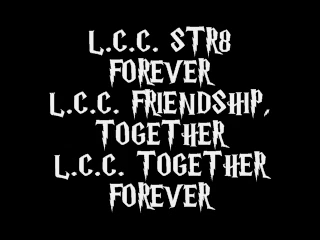 L.C.C. STR8
FOREVER
L.C.C. FRIENDSHIP,
TOGETHER
L.C.C. TOGETHER
FOREVER